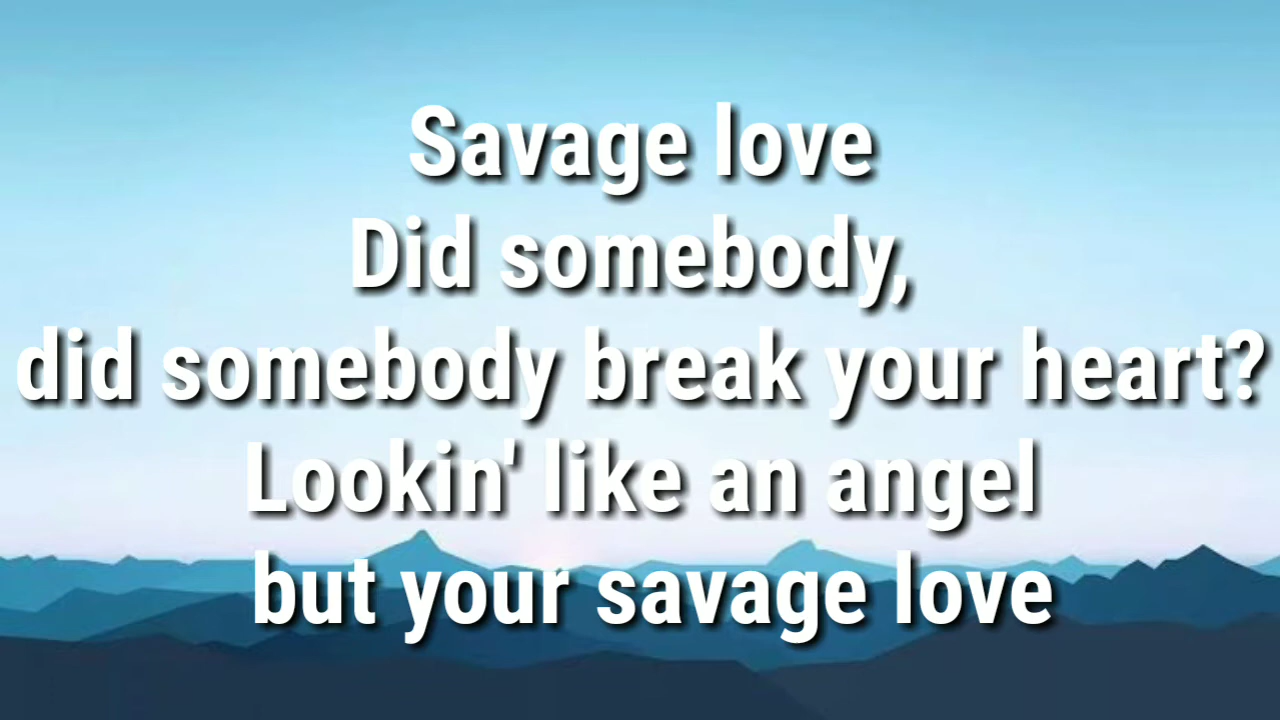 Savage love
Did somebody,
did somebody break your heart?
Lookin' like an angel
but your savage love